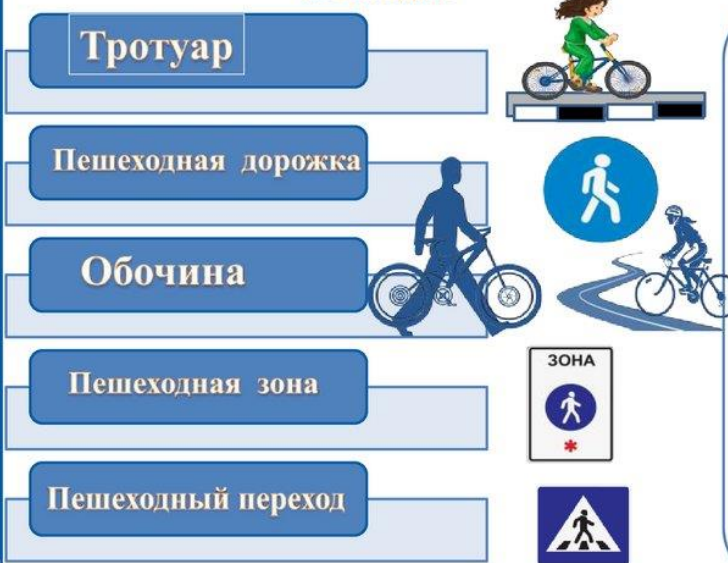 Тротуар
Пешеходная дорожка
Обочина
Пешеходная зона
ЗОНА
Пешеходный переход